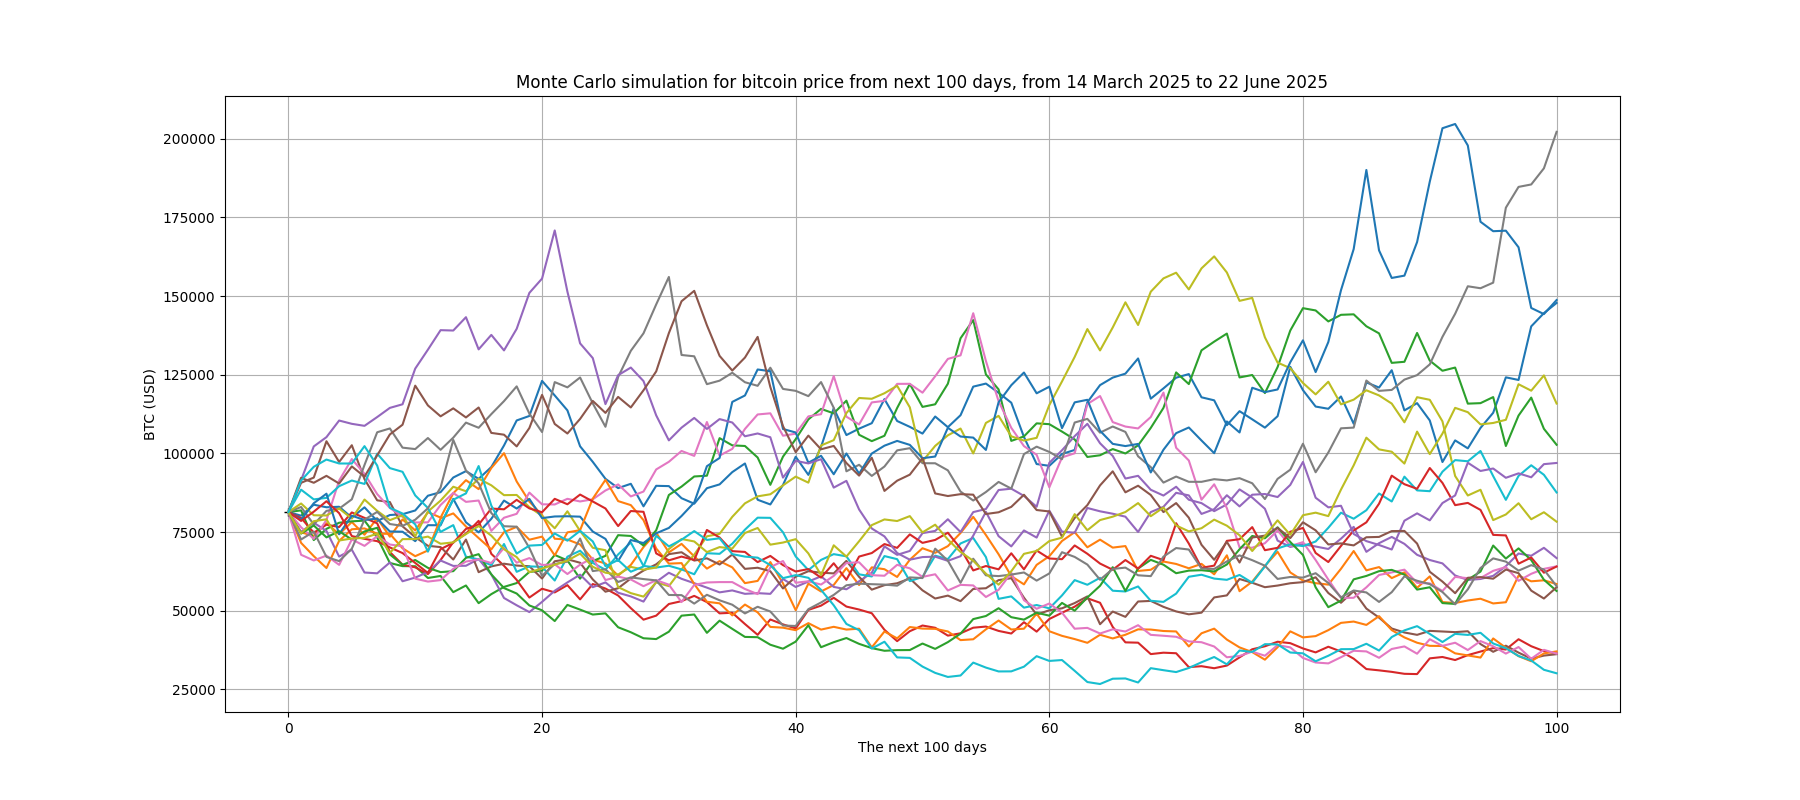 Monte Carlo simulation for bitcoin price from next 100 days, from 14 March 2025 to 22 June 2025
200000
175000
150000
125000
100000
75000
50000
25000
BTC (USD)
0 20 40 60 80 100
The next 100 days